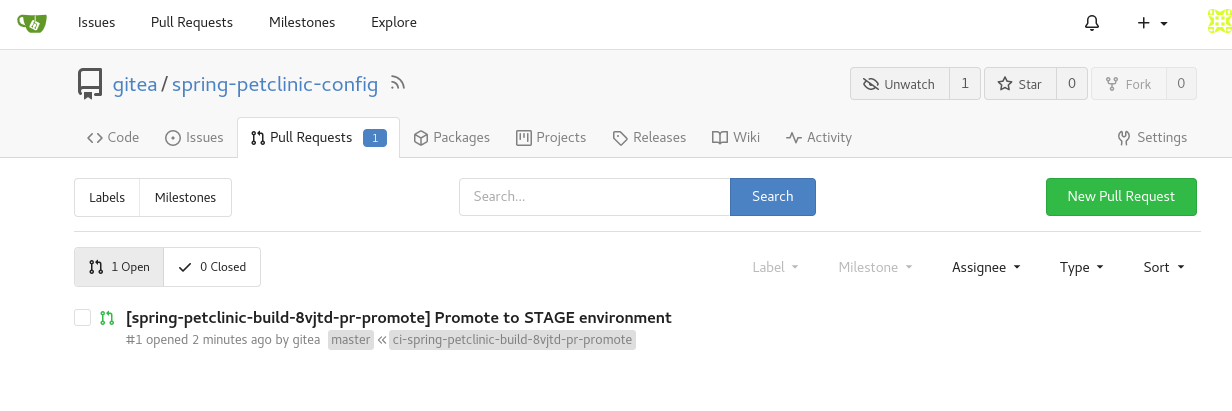 Issues Pull Requests Milestones Explore
gitea / spring-petclinic-config
Unwatch 1 Star 0 Fork 0
Code Issues Pull Requests 1 Packages Projects Releases Wiki Activity Settings
Labels Milestones Search... Search New Pull Request
1 Open 0 Closed Label Milestone Assignee Type Sort
[spring-petclinic-build-8vjtd-pr-promote] Promote to STAGE environment
#1 opened 2 minutes ago by gitea master « ci-spring-petclinic-build-8vjtd-pr-promote